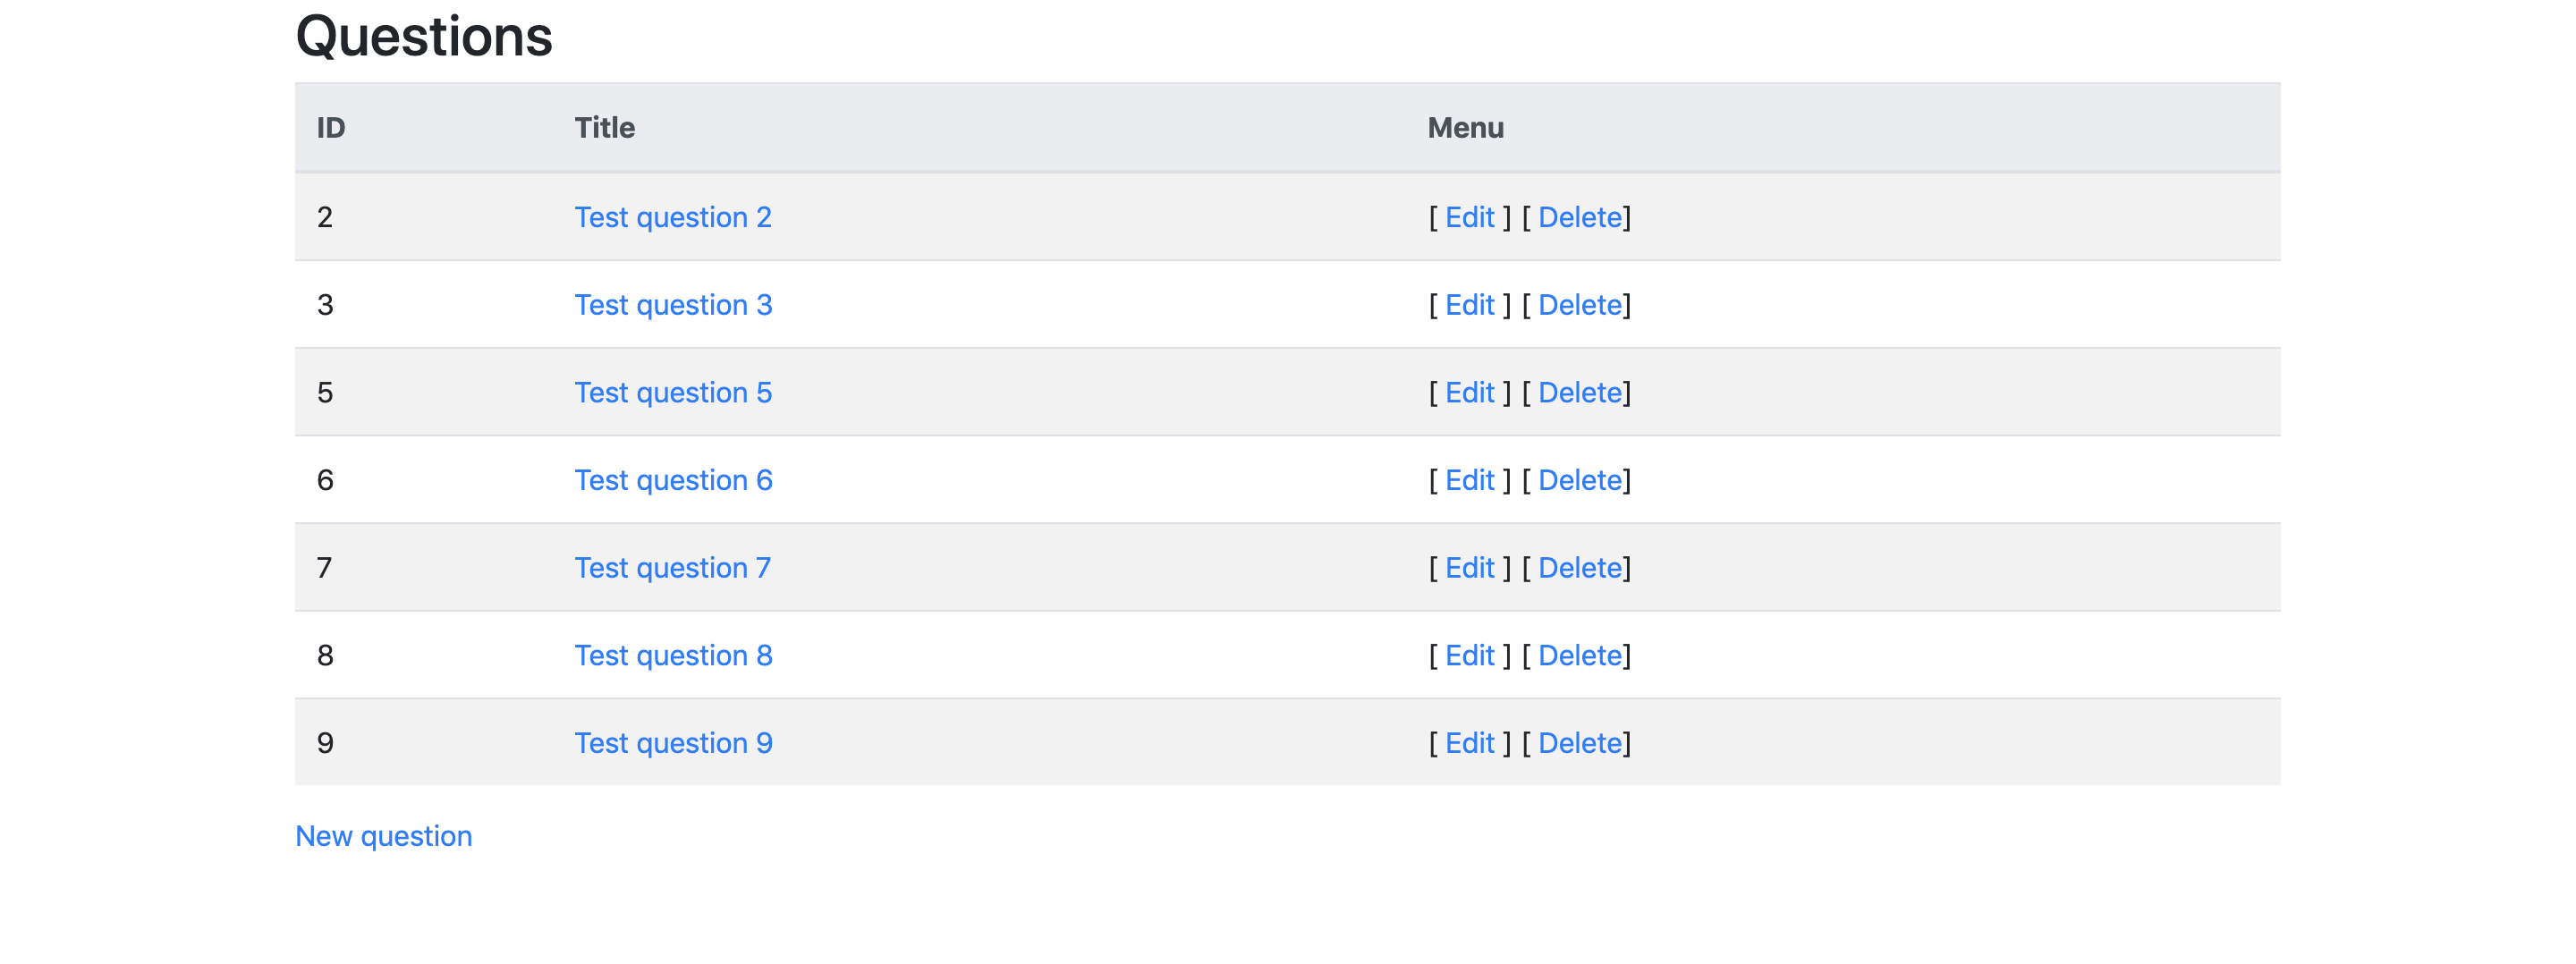 Questions
ID Title Menu
2 Test question 2 [ Edit ] [ Delete]
3 Test question 3 [ Edit ] [ Delete]
5 Test question 5 [ Edit ] [ Delete]
6 Test question 6 [ Edit ] [ Delete]
7 Test question 7 [ Edit ] [ Delete]
8 Test question 8 [ Edit ] [ Delete]
9 Test question 9 [ Edit ] [ Delete]
New question